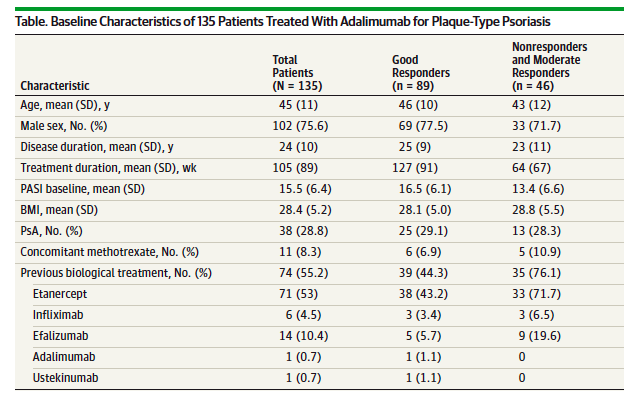 Table. Baseline Characteristics of 135 Patients Treated With Adalimumab for Plaque-Type Psoriasis
Characteristic Total Patients (N = 135) Good Responders (n = 89) Nonresponders and Moderate Responders (n = 46)
Age, mean (SD), y 45 (11) 46 (10) 43 (12)
Male sex, No. (%) 102 (75.6) 69 (77.5) 33 (71.7)
Disease duration, mean (SD), y 24 (10) 25 (9) 23 (11)
Treatment duration, mean (SD), wk 105 (89) 127 (91) 64 (67)
PASI baseline, mean (SD) 15.5 (6.4) 16.5 (6.1) 13.4 (6.6)
BMI, mean (SD) 28.4 (5.2) 28.1 (5.0) 28.8 (5.5)
PsA, No. (%) 38 (28.8) 25 (29.1) 13 (28.3)
Concomitant methotrexate, No. (%) 11 (8.3) 6 (6.9) 5 (10.9)
Previous biological treatment, No. (%) 74 (55.2) 39 (44.3) 35 (76.1)
Etanercept 71 (53) 38 (43.2) 33 (71.7)
Infliximab 6 (4.5) 3 (3.4) 3 (6.5)
Efalizumab 14 (10.4) 5 (5.7) 9 (19.6)
Adalimumab 1 (0.7) 1 (1.1) 0
Ustekinumab 1 (0.7) 1 (1.1) 0